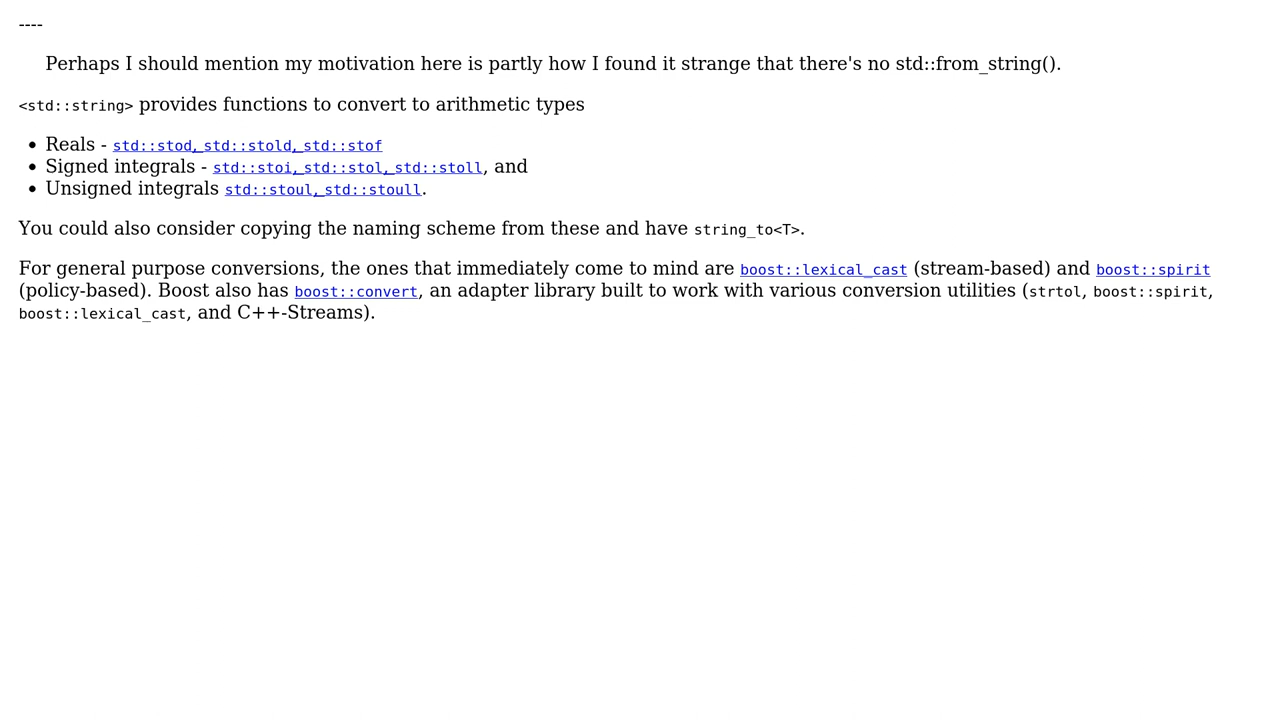 ----
Perhaps I should mention my motivation here is partly how I found it strange that there's no std::from_string().
<std::string> provides functions to convert to arithmetic types
• Reals - std::stod, std::stold, std::stof
• Signed integrals - std::stoi, std::stol, std::stoll, and
• Unsigned integrals std::stoul, std::stoull.
You could also consider copying the naming scheme from these and have string_to<T>.
For general purpose conversions, the ones that immediately come to mind are boost::lexical_cast (stream-based) and boost::spirit
(policy-based). Boost also has boost::convert, an adapter library built to work with various conversion utilities (strtol, boost::spirit,
boost::lexical_cast, and C++-Streams).